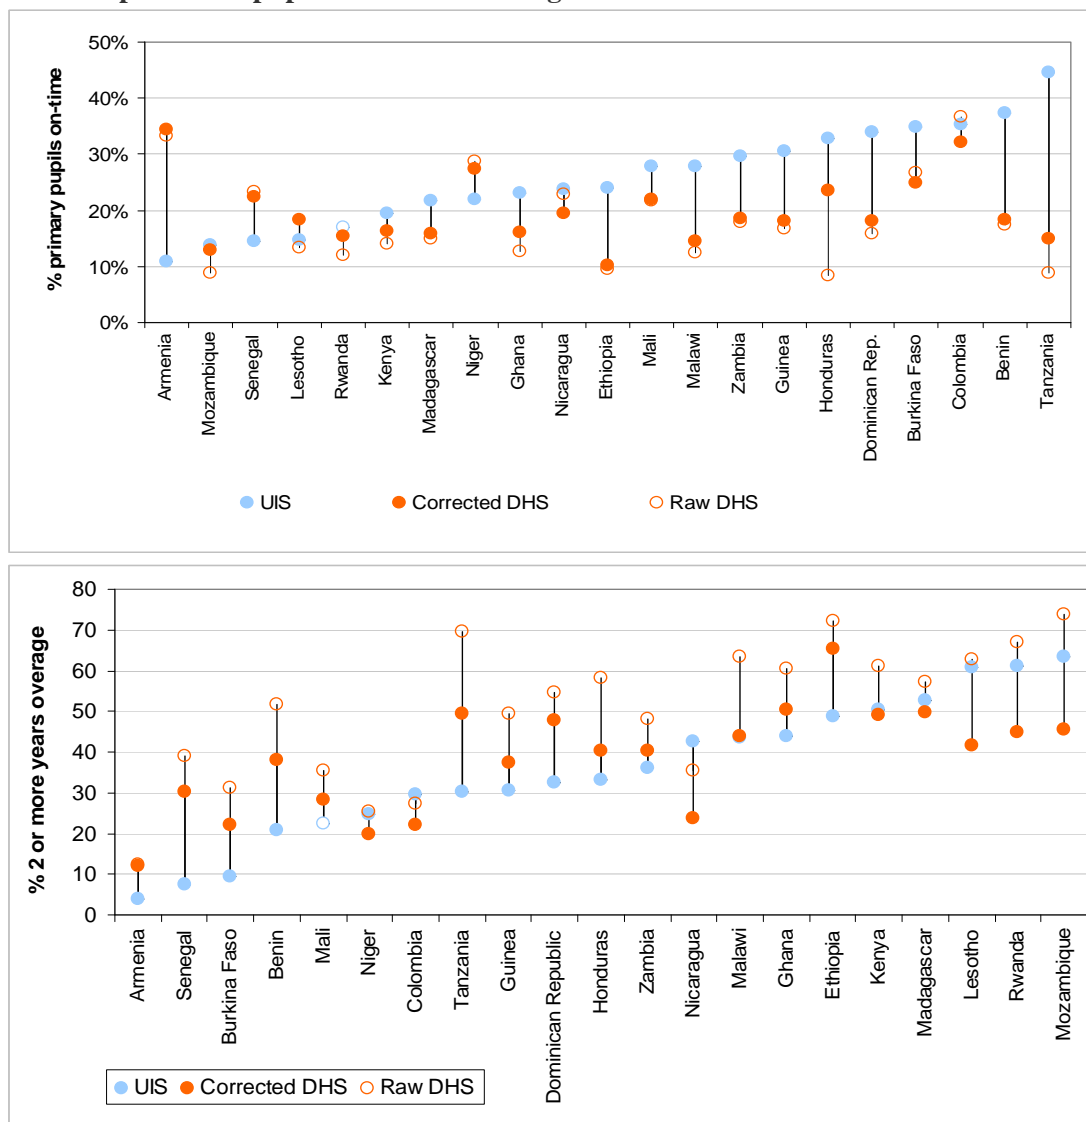 50%
40%
30%
20%
10%
0%
% primary pupils on-time
Armenia
Mozambique
Senegal
Lesotho
Rwanda
Kenya
Madagascar
Niger
Ghana
Nicaragua
Ethiopia
Mali
Malawi
Zambia
Guinea
Honduras
Dominican Rep.
Burkina Faso
Colombia
Benin
Tanzania
UIS Corrected DHS Raw DHS
80
70
60
50
40
30
20
10
0
% 2 or more years overage
Armenia
Senegal
Burkina Faso
Benin
Mali
Niger
Colombia
Tanzania
Guinea
Dominican Republic
Honduras
Zambia
Nicaragua
Malawi
Ghana
Ethiopia
Kenya
Madagascar
Lesotho
Rwanda
Mozambique
UIS Corrected DHS Raw DHS